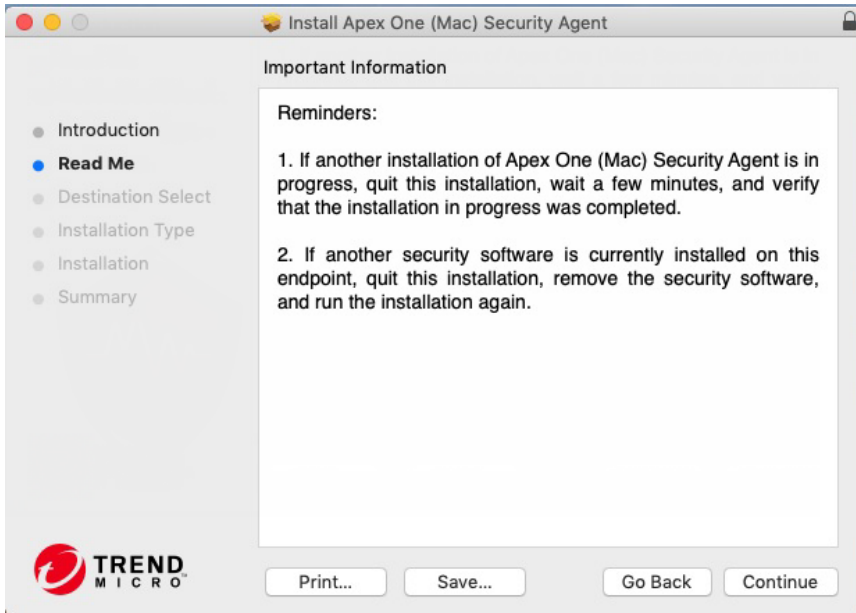 Install Apex One (Mac) Security Agent
Important Information
Introduction
Read Me
Destination Select
Installation Type
Installation
Summary
Reminders:
1. If another installation of Apex One (Mac) Security Agent is in
progress, quit this installation, wait a few minutes, and verify
that the installation in progress was completed.
2. If another security software is currently installed on this
endpoint, quit this installation, remove the security software,
and run the installation again.
TREND
MICRO™
Print...
Save...
Go Back
Continue